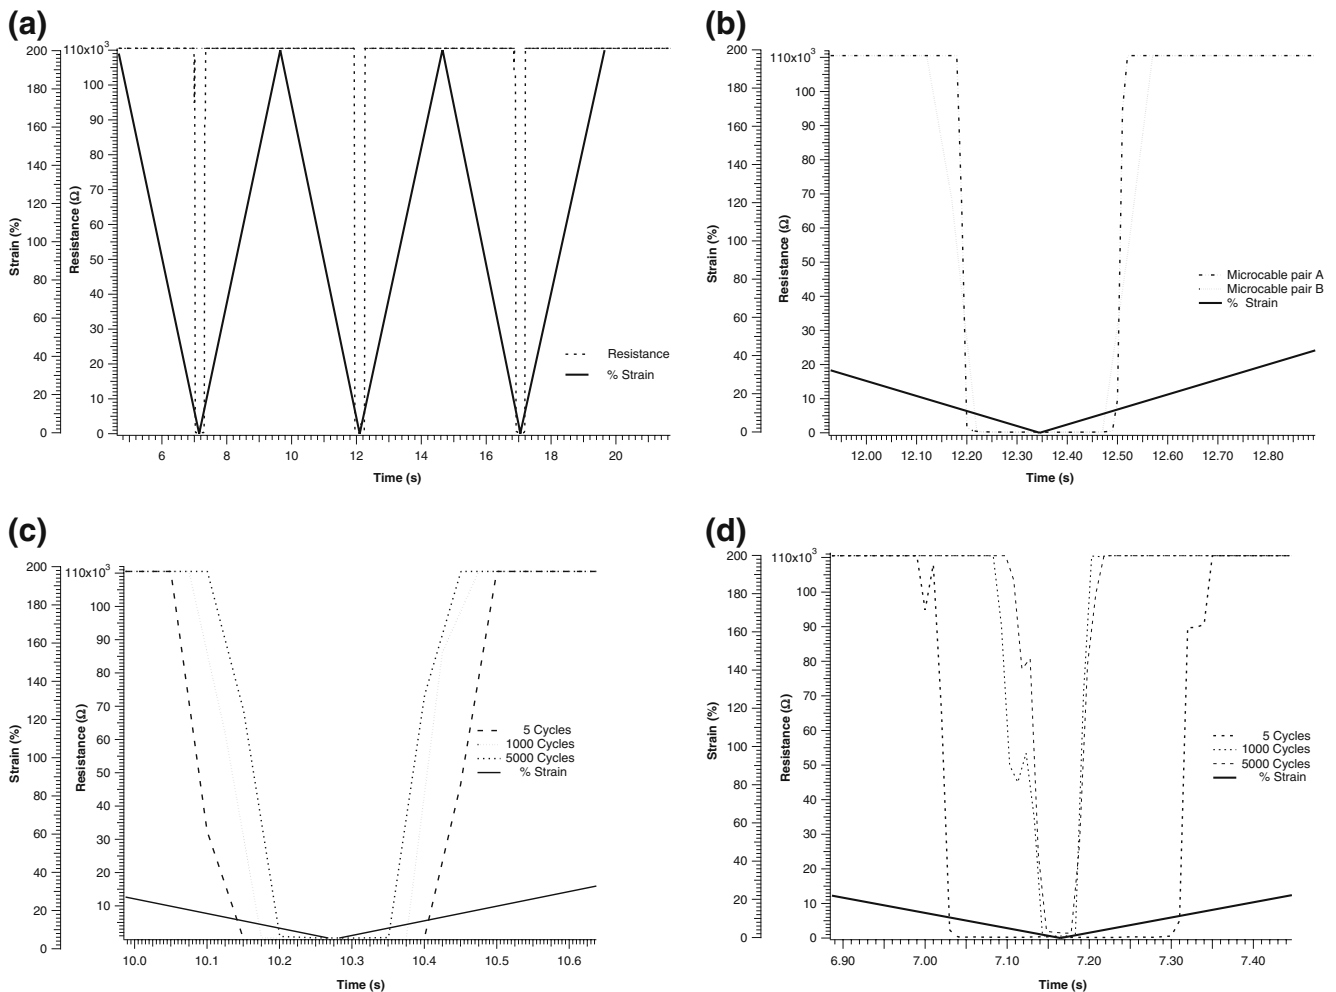 (a)
200
180
160
140
120
100
80
60
40
20
0
Strain (%)
110x10³
100
90
80
70
60
50
40
30
20
10
0
Resistance (Ω)
Resistance
% Strain
6 8 10 12 14 16 18 20
Time (s)
(b)
200
180
160
140
120
100
80
60
40
20
0
Strain (%)
110x10³
100
90
80
70
60
50
40
30
20
10
0
Resistance (Ω)
Microcable pair A
Microcable pair B
% Strain
12.00 12.10 12.20 12.30 12.40 12.50 12.60 12.70 12.80
Time (s)
(c)
200
180
160
140
120
100
80
60
40
20
0
Strain (%)
110x10³
100
90
80
70
60
50
40
30
20
10
Resistance (Ω)
5 Cycles
1000 Cycles
5000 Cycles
% Strain
10.0 10.1 10.2 10.3 10.4 10.5 10.6
Time (s)
(d)
200
180
160
140
120
100
80
60
40
20
0
Strain (%)
110x10³
100
90
80
70
60
50
40
30
20
10
0
Resistance (Ω)
5 Cycles
1000 Cycles
5000 Cycles
% Strain
6.90 7.00 7.10 7.20 7.30 7.40
Time (s)